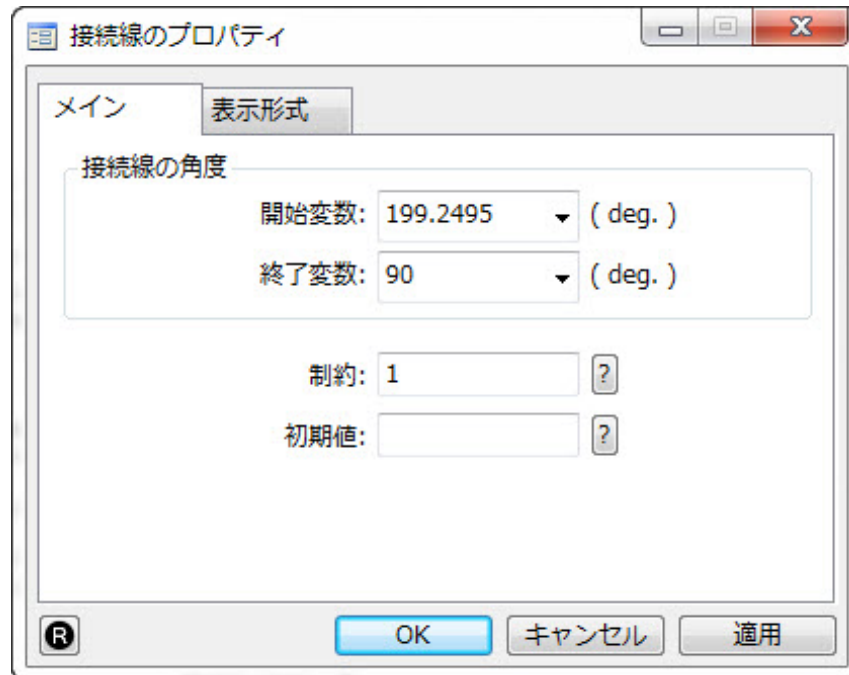 接続線のプロパティ
メイン 表示形式
接続線の角度
開始変数: 199.2495 ( deg. )
終了変数: 90 ( deg. )
制約: 1 ?
初期値: ?
R OK キャンセル 適用